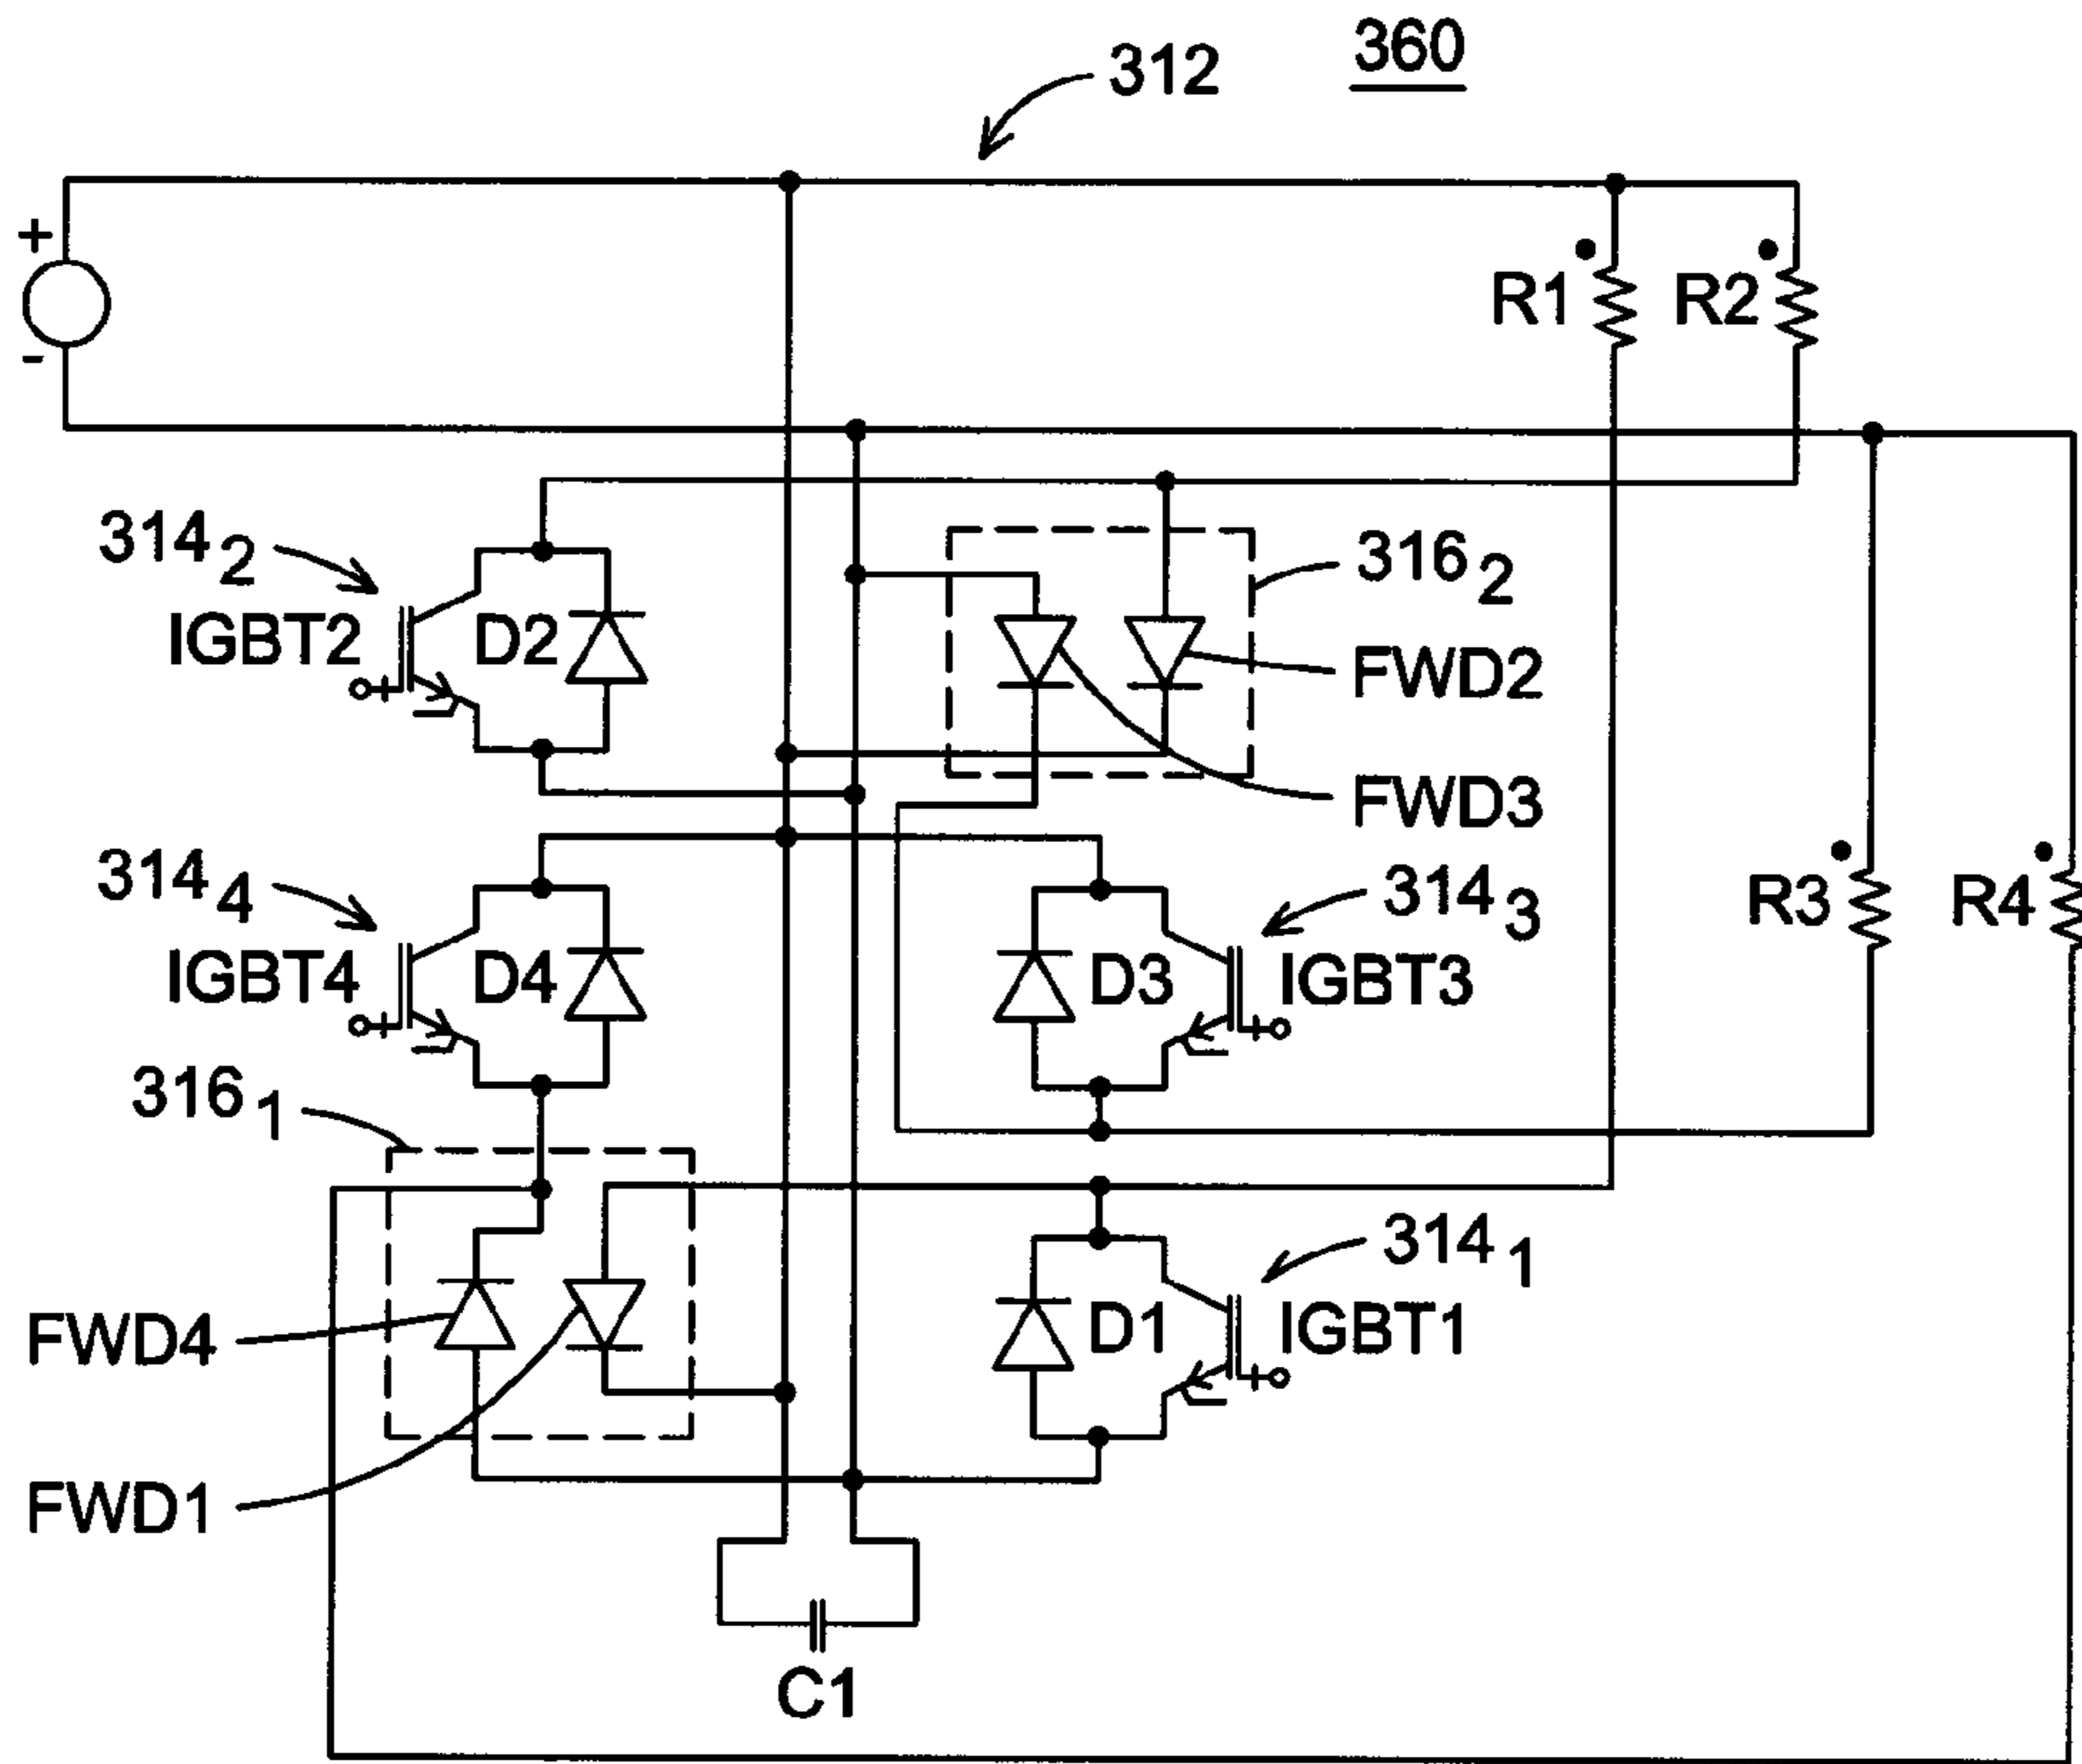 360
312
+
-
R1
R2
314 2
IGBT2
D2
316 2
FWD2
FWD3
314 4
IGBT4
D4
314 3
D3
IGBT3
R3
R4
316 1
314 1
D1
IGBT1
FWD4
FWD1
C1